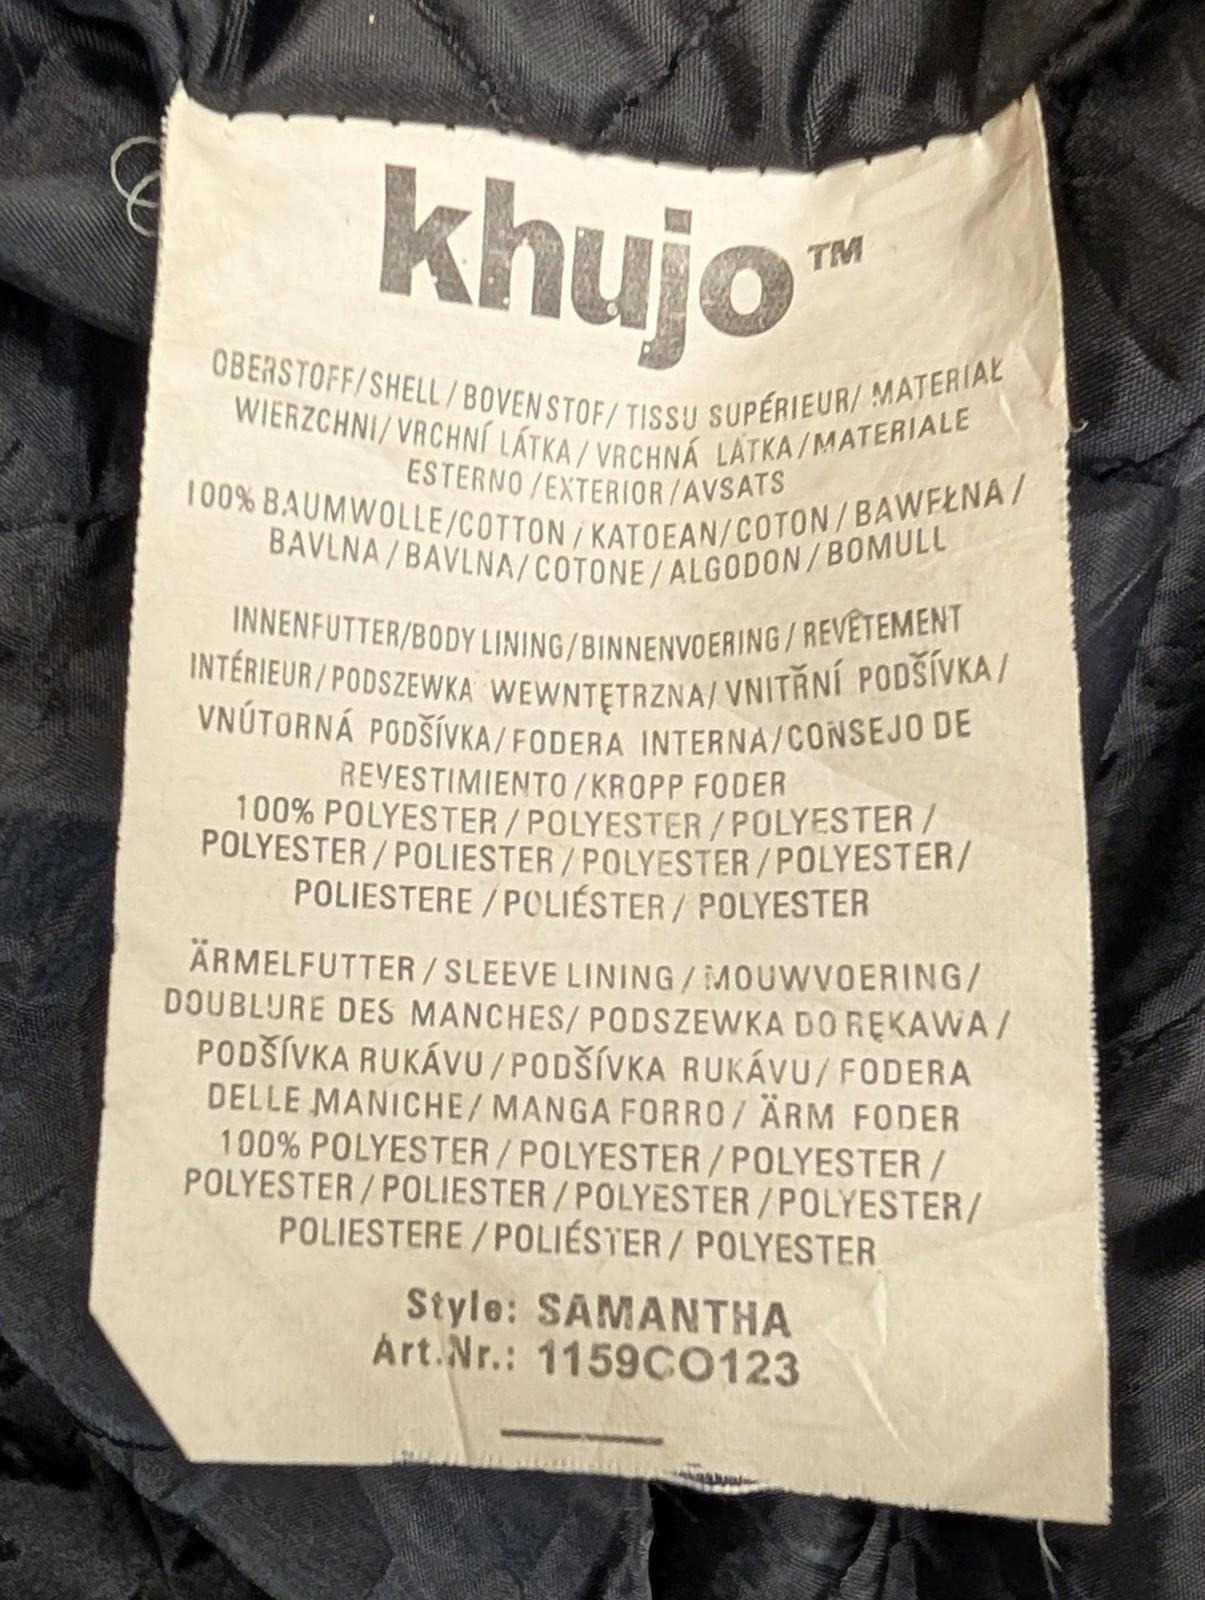 khujo™
OBERSTOFF/SHELL/BOVENSTOF/TISSU SUPÉRIEUR/MATERIAŁ
WIERZCHNI/VRCHNÍ LÁTKA/VRCHNÁ LÁTKA/MATERIALE
ESTERNO/EXTERIOR/AVSATS
100% BAUMWOLLE/COTTON/KATOEAN/COTON/BAWEŁNA/
BAVLNA/BAVLNA/COTONE/ALGODON/BOMULL
INNENFUTTER/BODY LINING/BINNENVOERING/REVÊTEMENT
INTÉRIEUR/PODSZEWKA WEWNTĘTRZNA/VNITŘNÍ PODŠÍVKA/
VNÚTORNÁ PODŠÍVKA/FODERA INTERNA/CONSEJO DE
REVESTIMIENTO/KROPP FODER
100% POLYESTER/POLYESTER/POLYESTER/
POLYESTER/POLIESTER/POLYESTER/POLYESTER/
POLIESTERE/POLIÉSTER/POLYESTER
ÄRMELFUTTER/SLEEVE LINING/MOUWVOERING/
DOUBLURE DES MANCHES/PODSZEWKA DO RĘKAWA/
PODŠÍVKA RUKÁVU/PODŠÍVKA RUKÁVU/FODERA
DELLE MANICHE/MANGA FORRO/ÄRM FODER
100% POLYESTER/POLYESTER/POLYESTER/
POLYESTER/POLIESTER/POLYESTER/POLYESTER/
POLIESTERE/POLIÉSTER/POLYESTER
Style: SAMANTHA
Art.Nr.: 1159CO123